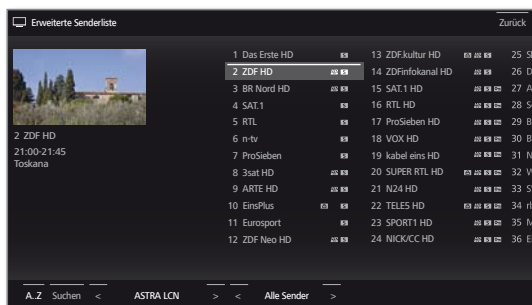 Erweiterte Senderliste
Zurück
1 Das Erste HD
2 ZDF HD
3 BR Nord HD
4 SAT.1
5 RTL
6 n-tv
7 ProSieben
8 3sat HD
9 ARTE HD
10 EinsPlus
11 Eurosport
12 ZDF Neo HD
13 ZDF.kultur HD
14 ZDFinfokanal HD
15 SAT.1 HD
16 RTL HD
17 ProSieben HD
18 VOX HD
19 kabel eins HD
20 SUPER RTL HD
21 N24 HD
22 TELE5 HD
23 SPORT1 HD
24 NICK/CC HD
25
26 D
27 A
28
29 B
30 B
31 N
32
33
34
35 M
36 E
2 ZDF HD
21:00-21:45
Toskana
A..Z Suchen < ASTRA LCN > < Alle Sender >